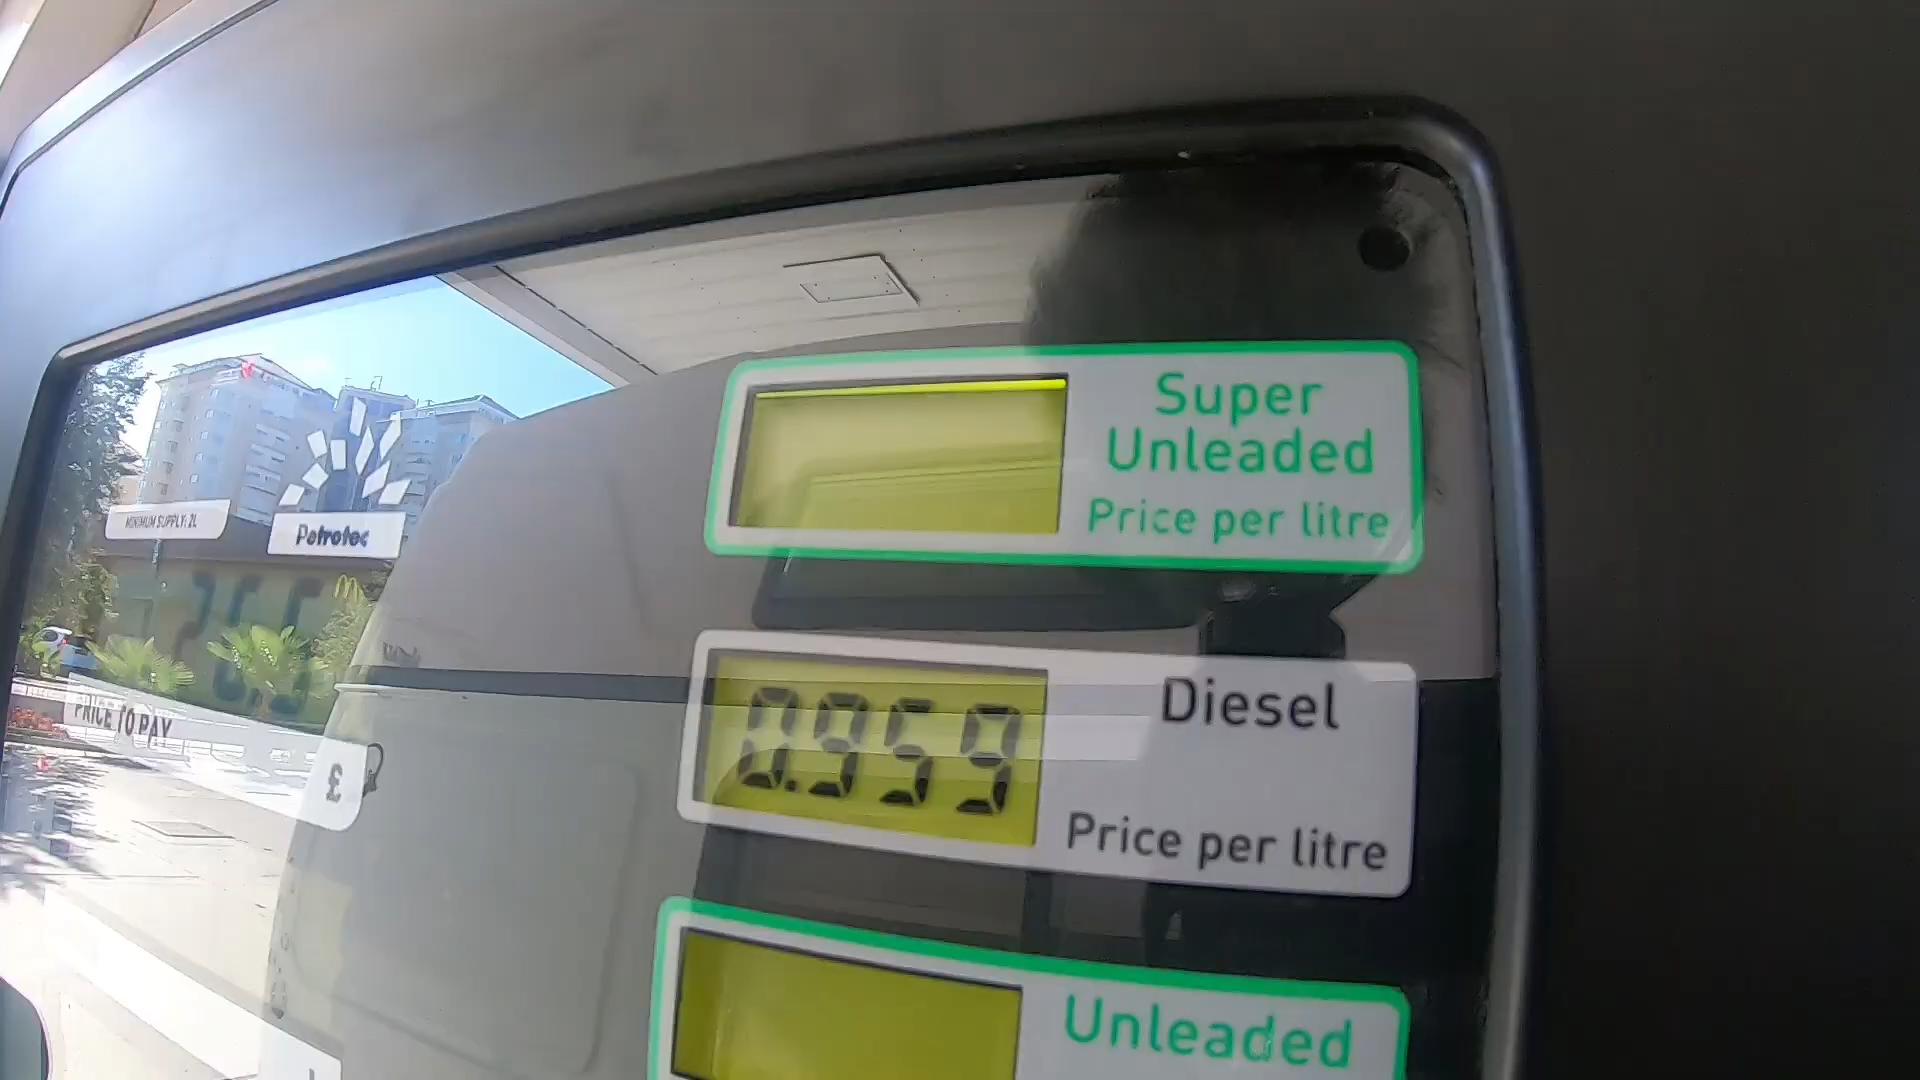 Super
Unleaded
Price per litre
MINIMUM SUPPLY: 2L
Petrotec
0.959
Diesel
Price per litre
PRICE TO PAY
£
Unleaded